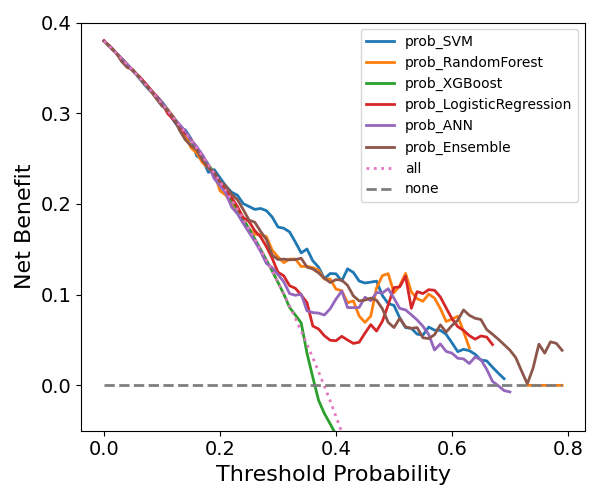 0.4
0.3
0.2
0.1
0.0
Net Benefit
prob_SVM
prob_RandomForest
prob_XGBoost
prob_LogisticRegression
prob_ANN
prob_Ensemble
all
none
0.0 0.2 0.4 0.6 0.8
Threshold Probability